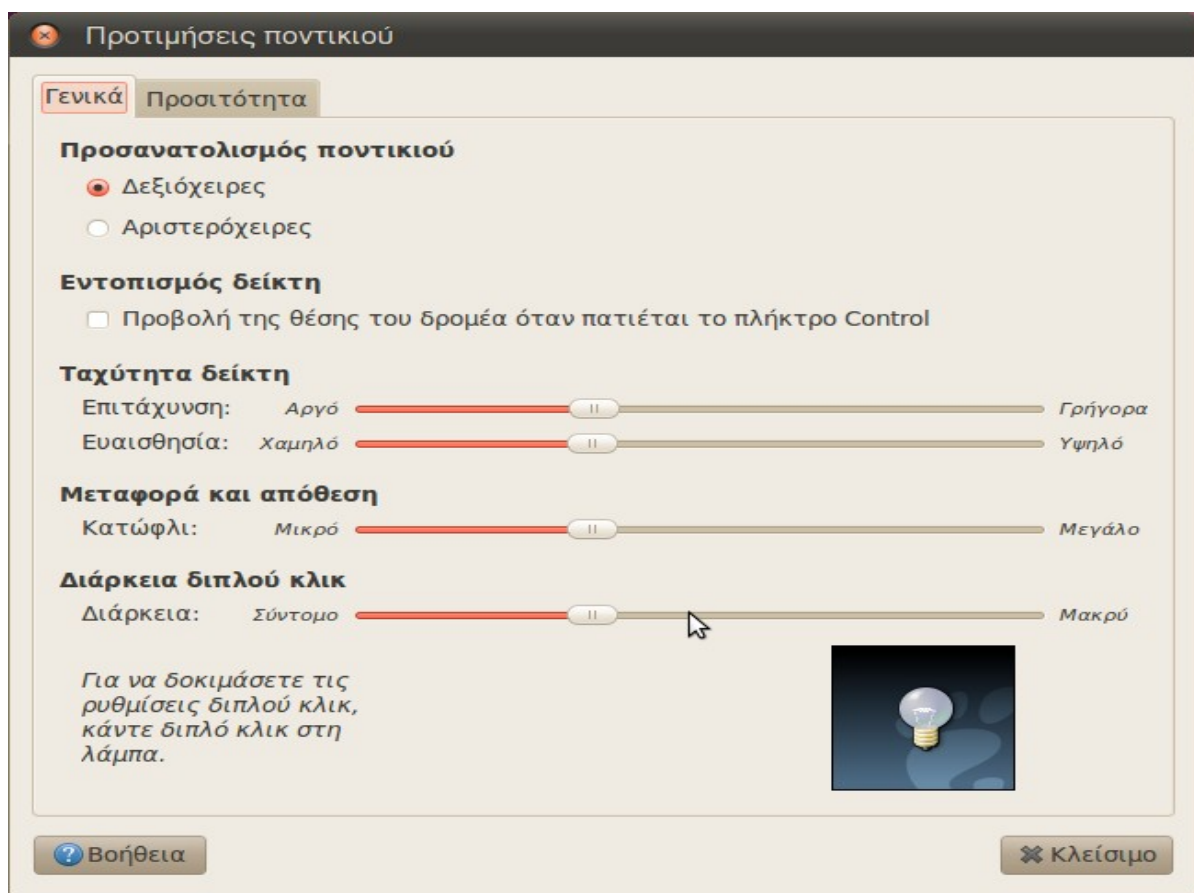 Προτιμήσεις ποντικιού
Γενικά Προσιτότητα
Προσανατολισμός ποντικιού
Δεξιόχειρες
Αριστερόχειρες
Εντοπισμός δείκτη
Προβολή της θέσης του δρομέα όταν πατιέται το πλήκτρο Control
Ταχύτητα δείκτη
Επιτάχυνση: Αργό Γρήγορα
Ευαισθησία: Χαμηλό Υψηλό
Μεταφορά και απόθεση
Κατώφλι: Μικρό Μεγάλο
Διάρκεια διπλού κλικ
Διάρκεια: Σύντομο Μακρύ
Για να δοκιμάσετε τις
ρυθμίσεις διπλού κλικ,
κάντε διπλό κλικ στη
λάμπα.
Βοήθεια Κλείσιμο